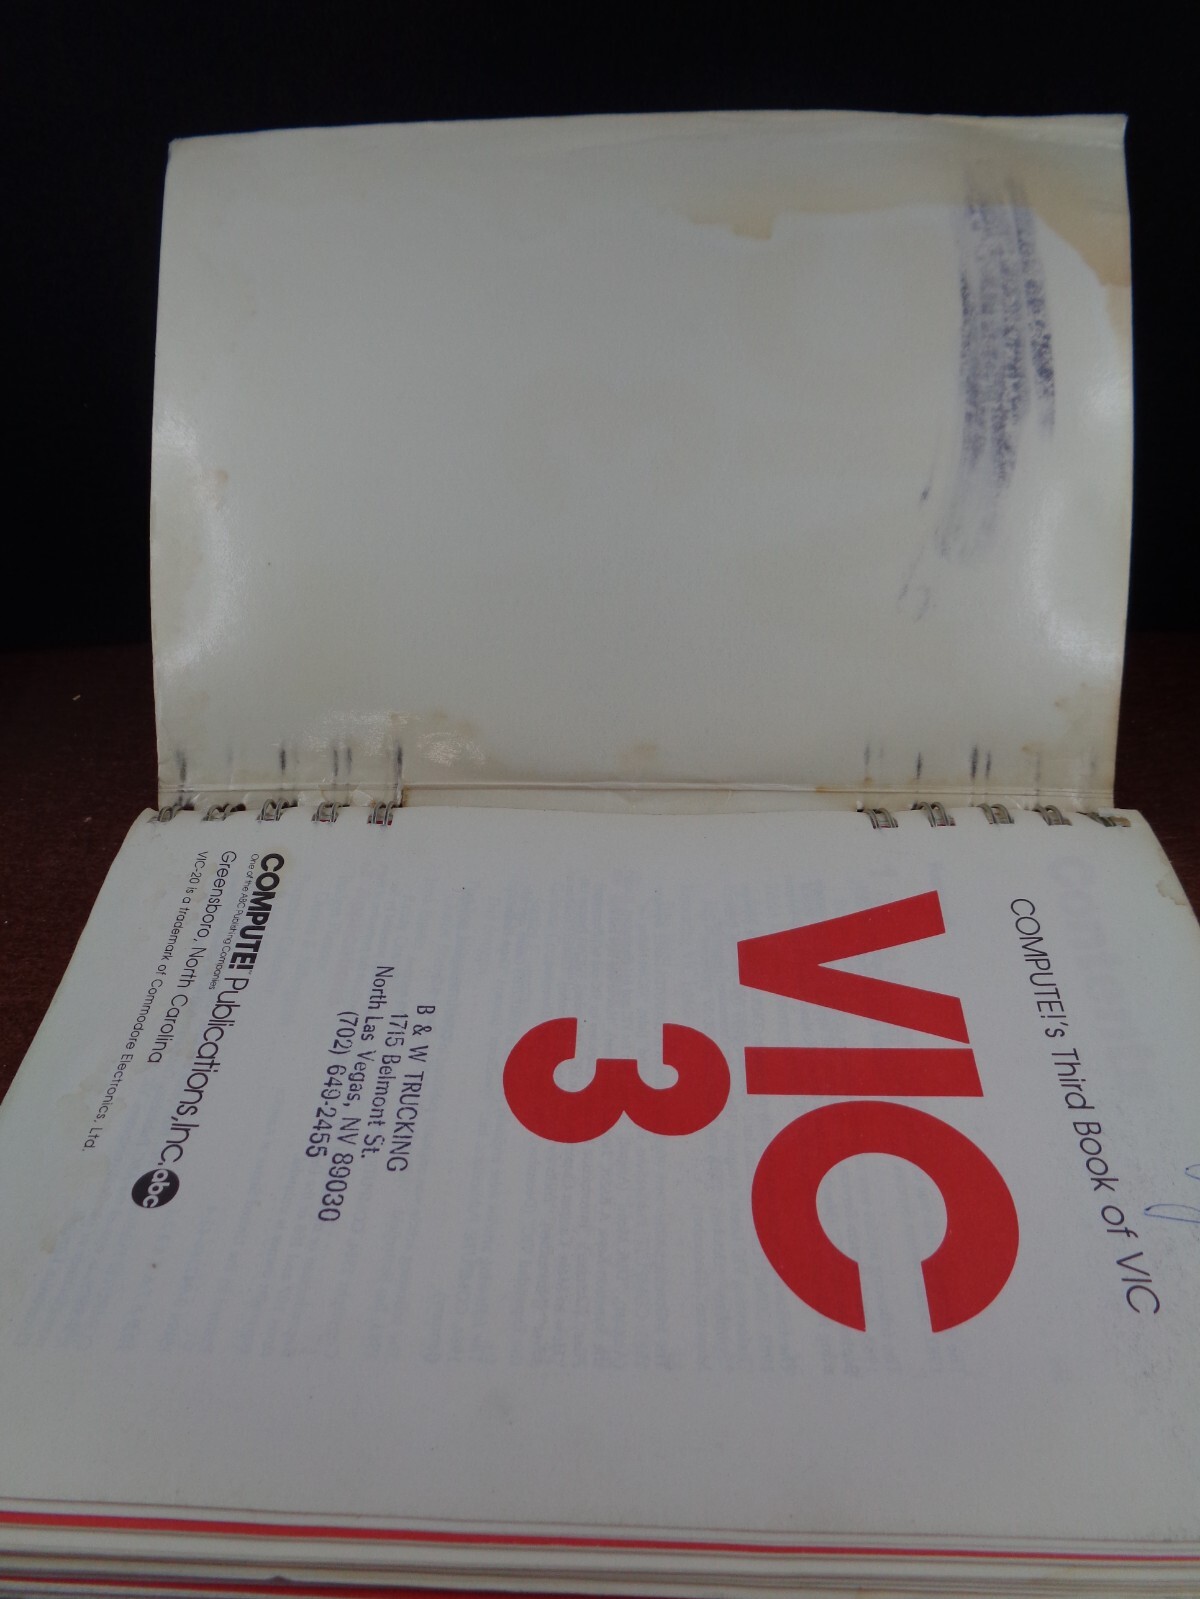 COMPUTE!'s Third Book of VIC
VIC
3
B & W TRUCKING
1715 Belmont St.
North Las Vegas, NV 89030
(702) 649-2455
COMPUTE!™ Publications, Inc. abc
One of the ABC Publishing Companies
Greensboro, North Carolina
VIC-20 is a trademark of Commodore Electronics, Ltd.